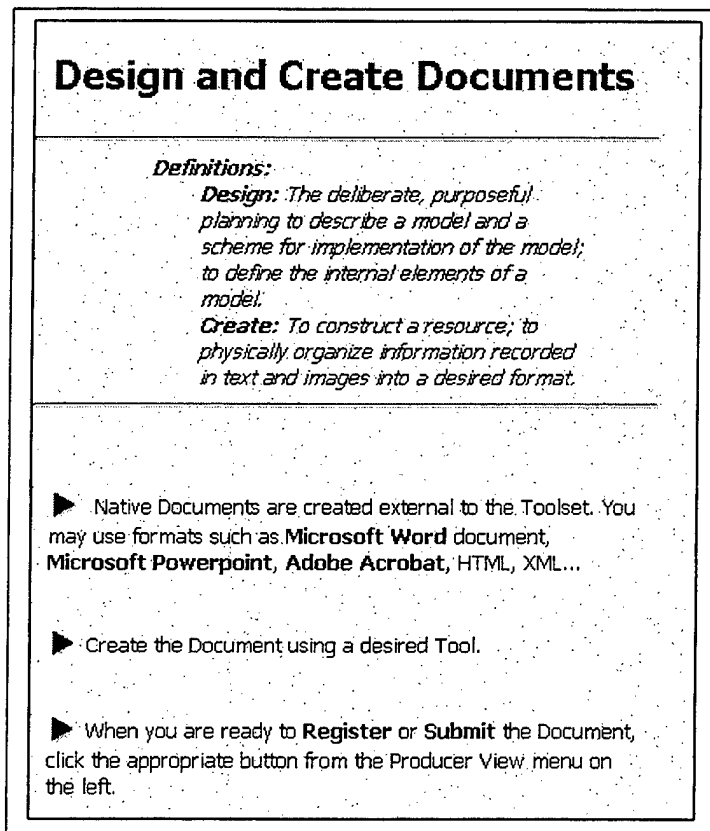 Design and Create Documents
Definitions:
Design: The deliberate, purposeful
planning to describe a model and a
scheme for implementation of the model;
to define the internal elements of a
model.
Create: To construct a resource; to
physically organize information recorded
in text and images into a desired format.
Native Documents are created external to the Toolset. You
may use formats such as Microsoft Word document,
Microsoft Powerpoint, Adobe Acrobat, HTML, XML...
Create the Document using a desired Tool.
When you are ready to Register or Submit the Document,
click the appropriate button from the Producer View menu on
the left.